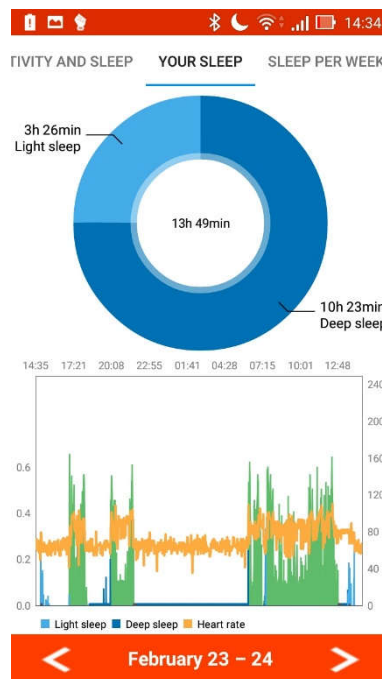 14:34
TIVITY AND SLEEP YOUR SLEEP SLEEP PER WEEK
3h 26min
Light sleep
13h 49min
10h 23min
Deep sleep
14:35 17:21 20:08 22:55 01:41 04:28 07:15 10:01 12:48
240
200
0.6 160
120
0.4
80
0.2
40
0.0 0
Light sleep Deep sleep Heart rate
February 23 – 24